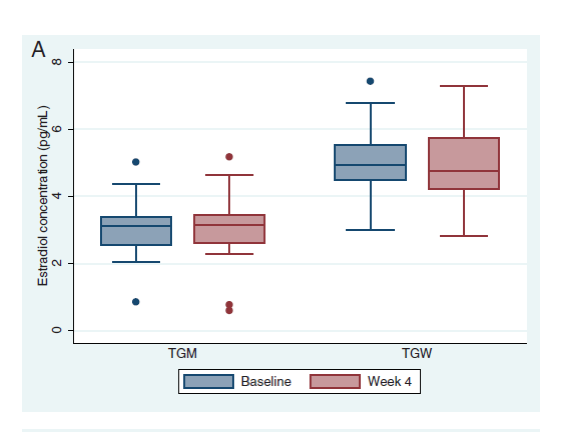 A
Estradiol concentration (pg/mL)
8
6
4
2
0
TGM TGW
Baseline Week 4